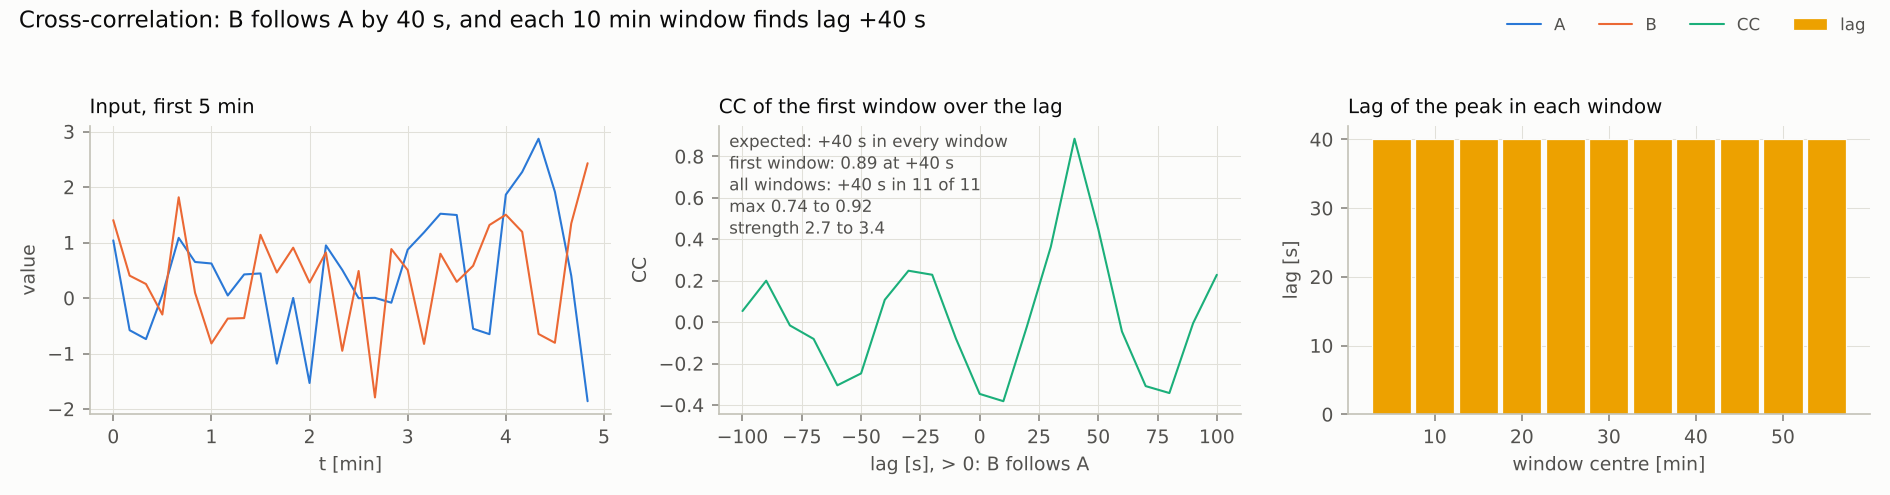 Cross-correlation: B follows A by 40 s, and each 10 min window finds lag +40 s
A
B
CC
lag
Input, first 5 min
3
2
1
0
−1
−2
value
0
1
2
3
4
5
t [min]
CC of the first window over the lag
expected: +40 s in every window
first window: 0.89 at +40 s
all windows: +40 s in 11 of 11
max 0.74 to 0.92
strength 2.7 to 3.4
0.8
0.6
0.4
0.2
0.0
−0.2
−0.4
CC
−100
−75
−50
−25
0
25
50
75
100
lag [s], > 0: B follows A
Lag of the peak in each window
40
30
20
10
0
lag [s]
10
20
30
40
50
window centre [min]